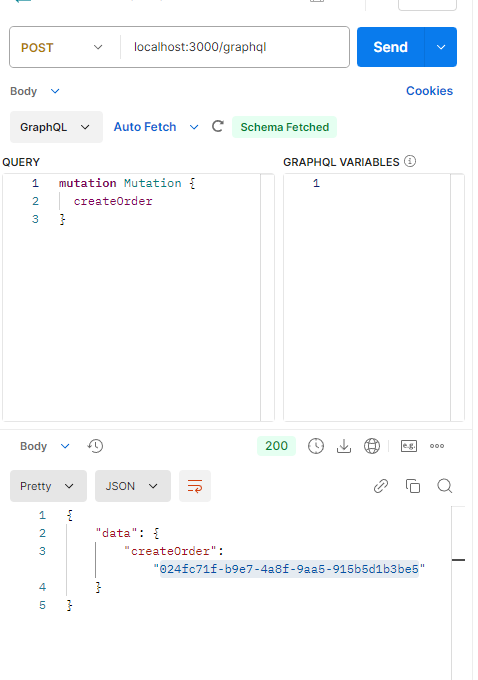 POST
localhost:3000/graphql
Send
Body
Cookies
GraphQL
Auto Fetch
Schema Fetched
QUERY
GRAPHQL VARIABLES
1 mutation Mutation {
2 createOrder
3 }
1
Body
200
e.g.
Pretty
JSON
1 {
2 "data": {
3 "createOrder":
"024fc71f-b9e7-4a8f-9aa5-915b5d1b3be5"
4 }
5 }